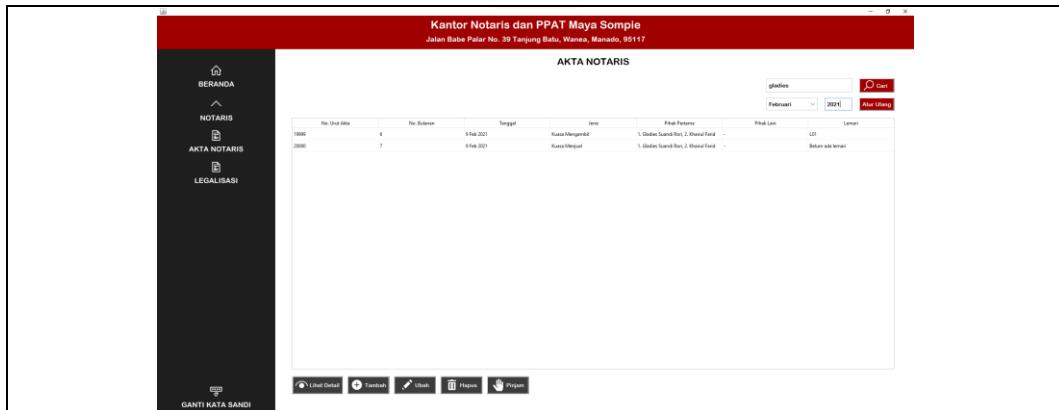 Kantor Notaris dan PPAT Maya Sompie
Jalan Babe Palar No. 39 Tanjung Batu, Wanea, Manado, 95117
AKTA NOTARIS
BERANDA
NOTARIS
AKTA NOTARIS
LEGALISASI
GANTI KATA SANDI
gladies Cari
Februari 2021 Atur Ulang
No. Urut Akta No. Bulanan Tanggal Jenis Pihak Pertama Pihak Lain Lemari
19999 6 9 Feb 2021 Kuasa Mengambil 1. Gladies Suandi Rori, 2. Khairul Farid - L01
20000 7 9 Feb 2021 Kuasa Menjual 1. Gladies Suandi Rori, 2. Khairul Farid - Belum ada lemari
Lihat Detail Tambah Ubah Hapus Pinjam